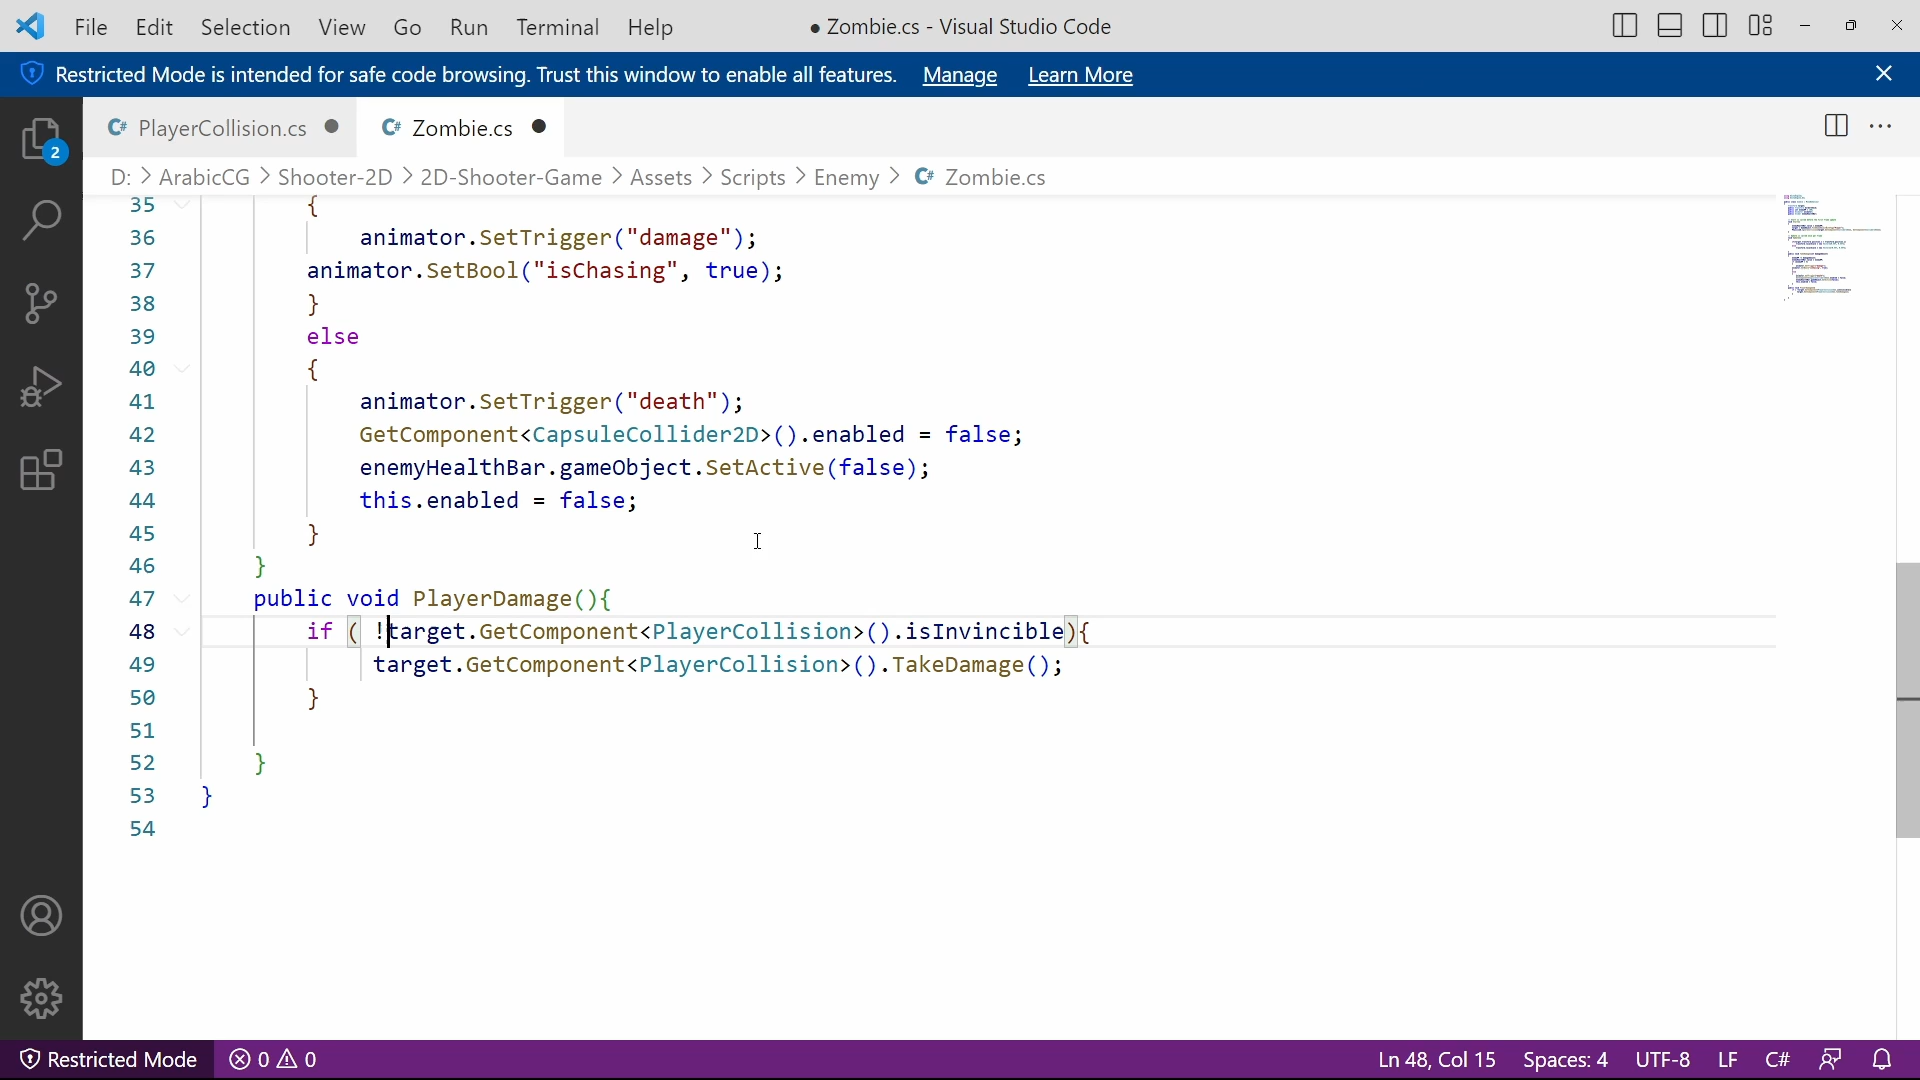 File Edit Selection View Go Run Terminal Help ● Zombie.cs - Visual Studio Code
Restricted Mode is intended for safe code browsing. Trust this window to enable all features. Manage Learn More
C# PlayerCollision.cs C# Zombie.cs
2
D: > ArabicCG > Shooter-2D > 2D-Shooter-Game > Assets > Scripts > Enemy > C# Zombie.cs
35 {
36 animator.SetTrigger("damage");
37 animator.SetBool("isChasing", true);
38 }
39 else
40 {
41 animator.SetTrigger("death");
42 GetComponent<CapsuleCollider2D>().enabled = false;
43 enemyHealthBar.gameObject.SetActive(false);
44 this.enabled = false;
45 }
46 }
47 public void PlayerDamage(){
48 if ( !target.GetComponent<PlayerCollision>().isInvincible){
49 target.GetComponent<PlayerCollision>().TakeDamage();
50 }
51
52 }
53 }
54
Restricted Mode 0 0 Ln 48, Col 15 Spaces: 4 UTF-8 LF C#